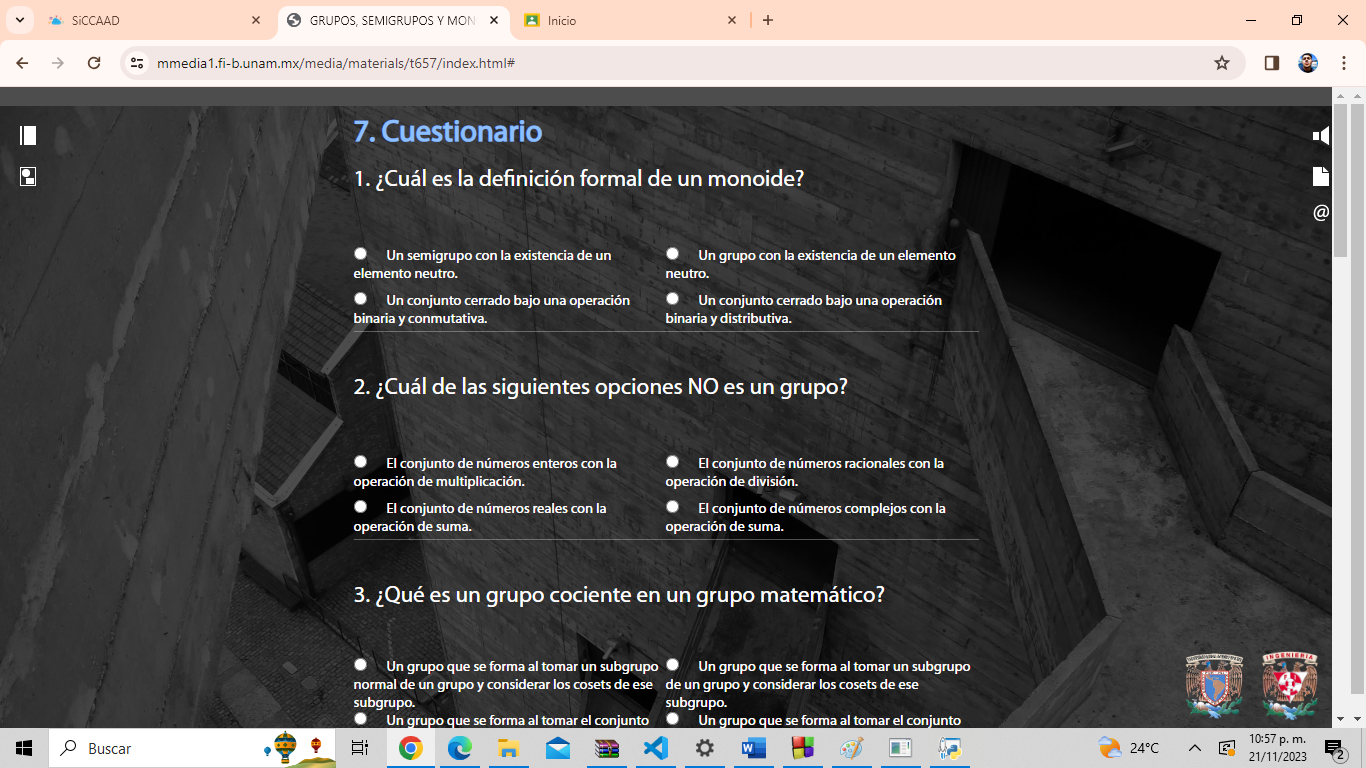 SiCCAAD
GRUPOS, SEMIGRUPOS Y MON
Inicio
mmedia1.fi-b.unam.mx/media/materials/t657/index.html#
7. Cuestionario
1. ¿Cuál es la definición formal de un monoide?
Un semigrupo con la existencia de un
elemento neutro.
Un grupo con la existencia de un elemento
neutro.
Un conjunto cerrado bajo una operación
binaria y conmutativa.
Un conjunto cerrado bajo una operación
binaria y distributiva.
2. ¿Cuál de las siguientes opciones NO es un grupo?
El conjunto de números enteros con la
operación de multiplicación.
El conjunto de números racionales con la
operación de división.
El conjunto de números reales con la
operación de suma.
El conjunto de números complejos con la
operación de suma.
3. ¿Qué es un grupo cociente en un grupo matemático?
Un grupo que se forma al tomar un subgrupo
normal de un grupo y considerar los cosets de ese
subgrupo.
Un grupo que se forma al tomar un subgrupo
de un grupo y considerar los cosets de ese
subgrupo.
Un grupo que se forma al tomar el conjunto
Un grupo que se forma al tomar el conjunto
@
INGENIERIA
Buscar
24°C
10:57 p. m.
21/11/2023
2